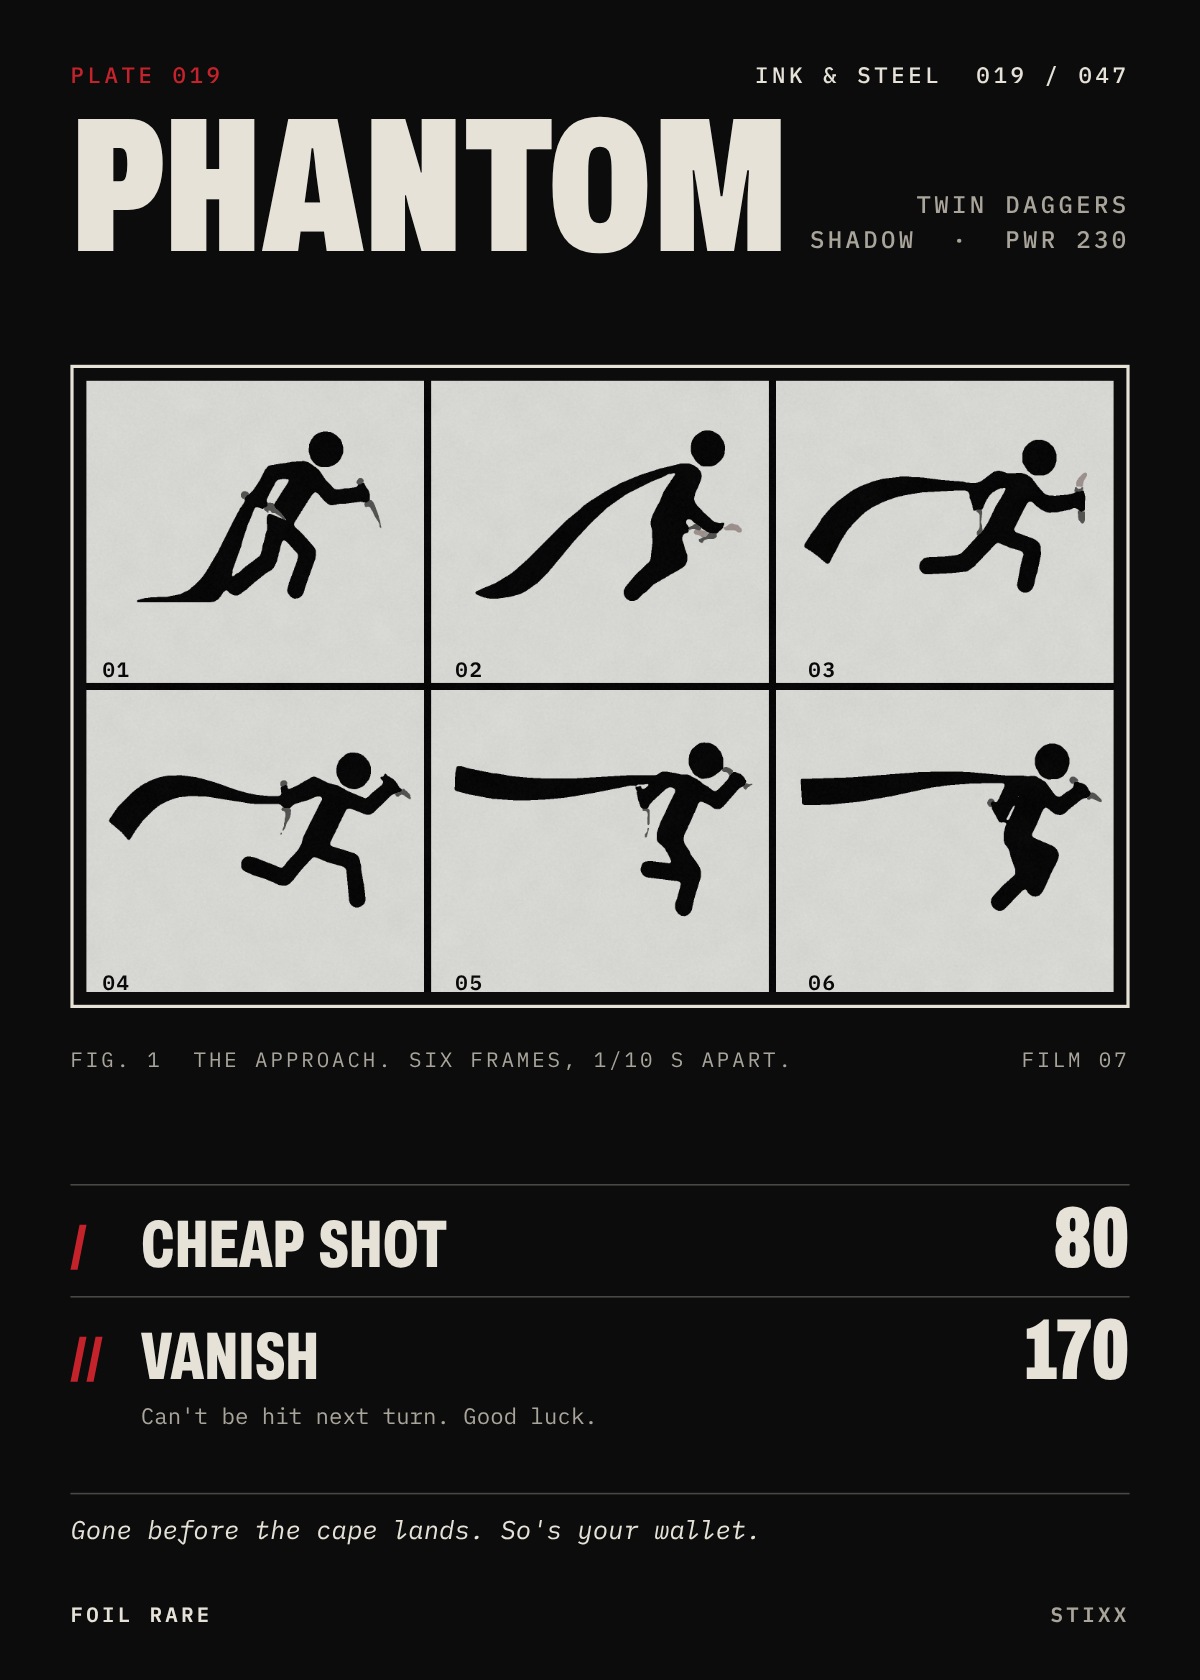 PLATE 019
INK & STEEL 019 / 047
PHANTOM
TWIN DAGGERS
SHADOW · PWR 230
01
02
03
04
05
06
FIG. 1 THE APPROACH. SIX FRAMES, 1/10 S APART.
FILM 07
/ CHEAP SHOT 80
// VANISH 170
Can't be hit next turn. Good luck.
Gone before the cape lands. So's your wallet.
FOIL RARE
STIXX